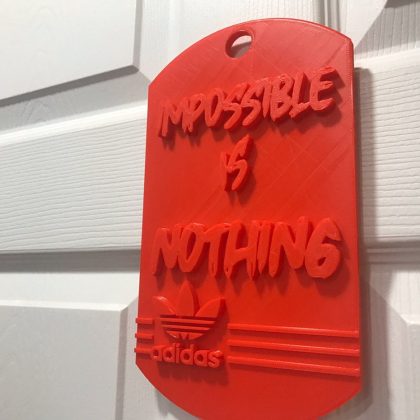 IMPOSSIBLE
IS
NOTHING
adidas